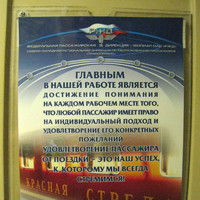 ГЛАВНЫМ
В НАШЕЙ РАБОТЕ ЯВЛЯЕТСЯ
ДОСТИЖЕНИЕ ПОНИМАНИЯ
НА КАЖДОМ РАБОЧЕМ МЕСТЕ ТОГО,
ЧТО ЛЮБОЙ ПАССАЖИР ИМЕЕТ ПРАВО
НА ИНДИВИДУАЛЬНЫЙ ПОДХОД И
УДОВЛЕТВОРЕНИЕ ЕГО КОНКРЕТНЫХ
ПОЖЕЛАНИЙ
УДОВЛЕТВОРЕНИЕ ПАССАЖИРА
ОТ ПОЕЗДКИ - ЭТО НАШ УСПЕХ,
К КОТОРОМУ МЫ ВСЕГДА
СТРЕМИМСЯ!
КРАСНАЯ СТРЕЛ